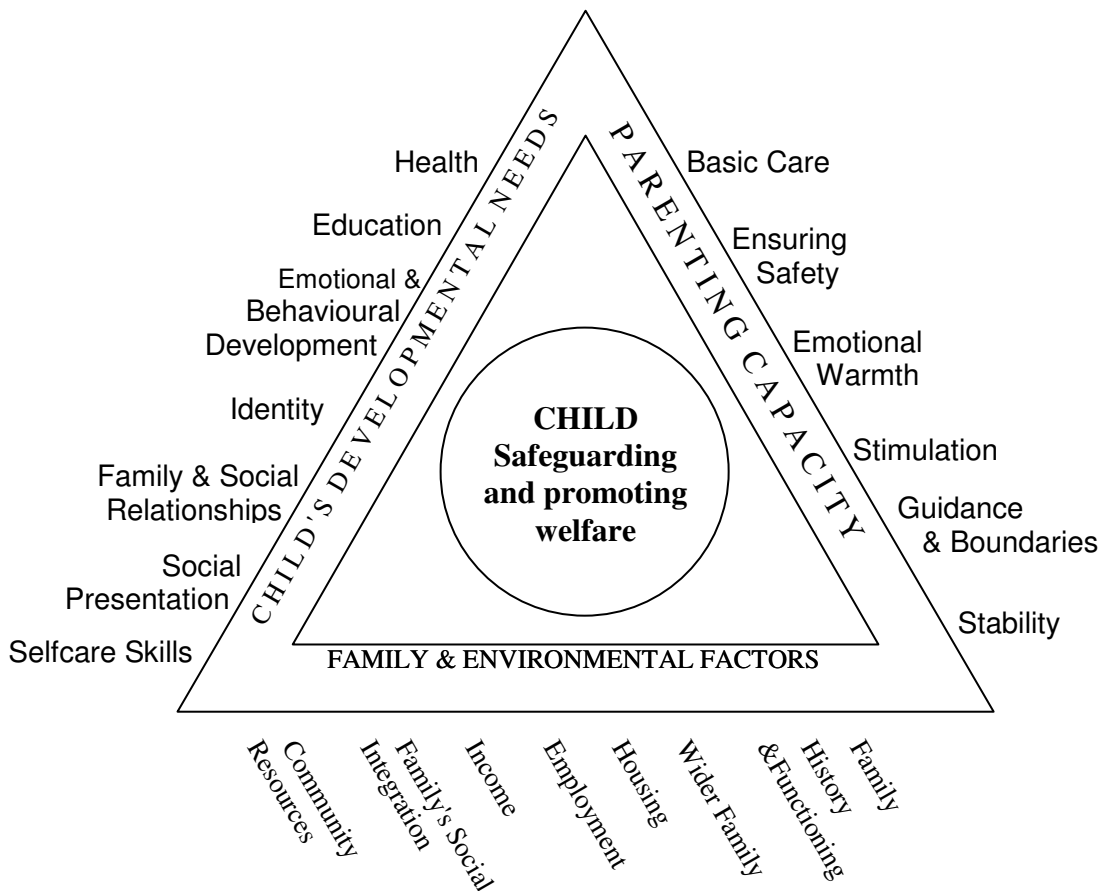 Health
Education
Emotional &
Behavioural
Development
Identity
Family & Social
Relationships
Social
Presentation
Selfcare Skills
CHILD'S DEVELOPMENTAL NEEDS
PARENTING CAPACITY
Basic Care
Ensuring
Safety
Emotional
Warmth
Stimulation
Guidance
& Boundaries
Stability
CHILD
Safeguarding
and promoting
welfare
FAMILY & ENVIRONMENTAL FACTORS
Community
Resources
Family's Social
Integration
Income
Employment
Housing
Wider Family
Family
History
&Functioning